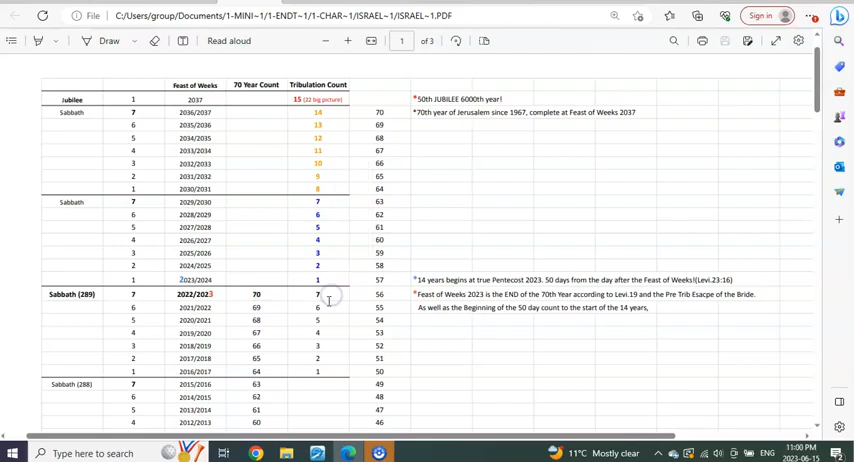 File C:/Users/group/Documents/1-MINI~1/1-ENDT~1/1-CHAR~1/ISRAEL~1/ISRAEL~1.PDF Sign in
Draw Read aloud 1 of 3
Feast of Weeks 70 Year Count Tribulation Count
Jubilee 1 2037 15 (22 big picture) *50th JUBILEE 6000th year!
Sabbath 7 2036/2037 14 70 *70th year of Jerusalem since 1967, complete at Feast of Weeks 2037
6 2035/2036 13 69
5 2034/2035 12 68
4 2033/2034 11 67
3 2032/2033 10 66
2 2031/2032 9 65
1 2030/2031 8 64
Sabbath 7 2029/2030 7 63
6 2028/2029 6 62
5 2027/2028 5 61
4 2026/2027 4 60
3 2025/2026 3 59
2 2024/2025 2 58
1 2023/2024 1 57 *14 years begins at true Pentecost 2023. 50 days from the day after the Feast of Weeks!(Levi.23:16)
Sabbath (289) 7 2022/2023 70 7 56 *Feast of Weeks 2023 is the END of the 70th Year according to Levi.19 and the Pre Trib Esacpe of the Bride.
6 2021/2022 69 6 55 As well as the Beginning of the 50 day count to the start of the 14 years,
5 2020/2021 68 5 54
4 2019/2020 67 4 53
3 2018/2019 66 3 52
2 2017/2018 65 2 51
1 2016/2017 64 1 50
Sabbath (288) 7 2015/2016 63 49
6 2014/2015 62 48
5 2013/2014 61 47
4 2012/2013 60 46
Type here to search 11°C Mostly clear ENG 11:00 PM
2023-06-15